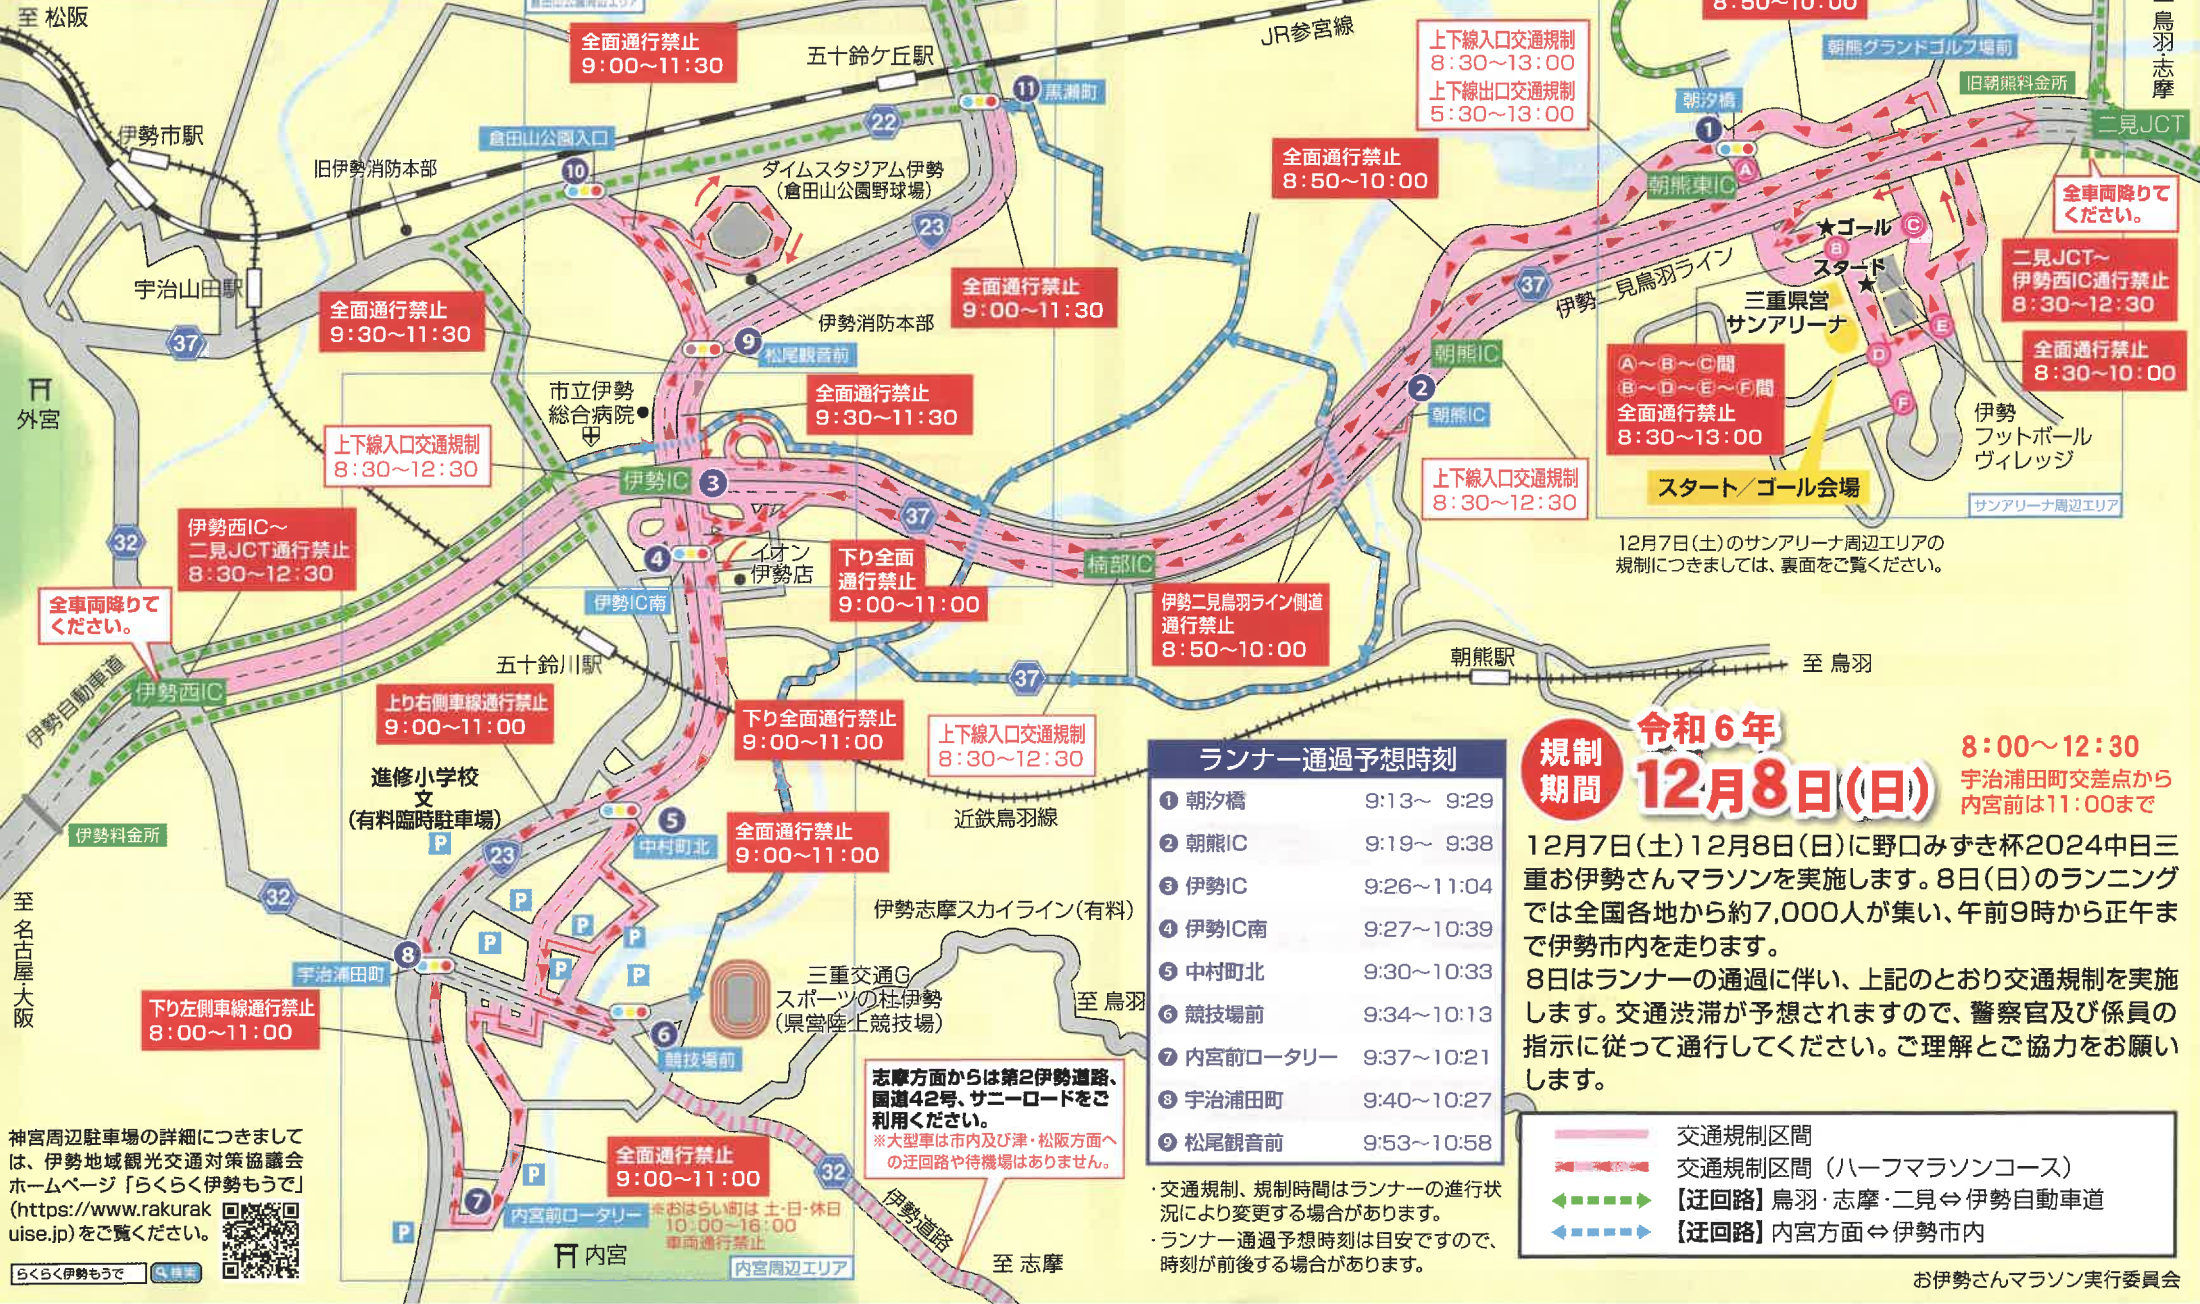 至 松阪
倉田山公園周辺エリア
全面通行禁止
9:00〜11:30
五十鈴ケ丘駅
JR参宮線
8:50〜10:00
上下線入口交通規制
8:30〜13:00
上下線出口交通規制
5:30〜13:00
朝熊グランドゴルフ場前
旧朝熊料金所
鳥羽・志摩
二見JCT
11 黒瀬町
22
朝汐橋
1
A
朝熊東IC
伊勢市駅
倉田山公園入口
10
旧伊勢消防本部
ダイムスタジアム伊勢
(倉田山公園野球場)
全面通行禁止
8:50〜10:00
全車両降りて
ください。
23
★ゴール
C
B
スタート
★
二見JCT〜
伊勢西IC通行禁止
8:30〜12:30
宇治山田駅
全面通行禁止
9:30〜11:30
全面通行禁止
9:00〜11:30
伊勢消防本部
37
伊勢二見鳥羽ライン
三重県営
サンアリーナ
E
D
F
37
9 松尾観音前
朝熊IC
2
朝熊IC
全面通行禁止
8:30〜10:00
A〜B〜C間
B〜D〜E〜F間
全面通行禁止
8:30〜13:00
外宮
市立伊勢
総合病院
全面通行禁止
9:30〜11:30
伊勢
フットボール
ヴィレッジ
上下線入口交通規制
8:30〜12:30
伊勢IC 3
上下線入口交通規制
8:30〜12:30
スタート/ゴール会場
サンアリーナ周辺エリア
32
伊勢西IC〜
二見JCT通行禁止
8:30〜12:30
37
4
イオン
伊勢店
下り全面
通行禁止
9:00〜11:00
楠部IC
12月7日(土)のサンアリーナ周辺エリアの
規制につきましては、裏面をご覧ください。
全車両降りて
ください。
伊勢IC南
伊勢二見鳥羽ライン側道
通行禁止
8:50〜10:00
伊勢自動車道
伊勢西IC
五十鈴川駅
37
朝熊駅
至 鳥羽
上り右側車線通行禁止
9:00〜11:00
下り全面通行禁止
9:00〜11:00
上下線入口交通規制
8:30〜12:30
近鉄鳥羽線
進修小学校
文
(有料臨時駐車場)
P
伊勢料金所
23
5
中村町北
全面通行禁止
9:00〜11:00
32
P
P
P
P
P
P
伊勢志摩スカイライン(有料)
至 名古屋・大阪
8
宇治浦田町
三重交通G
スポーツの杜伊勢
(県営陸上競技場)
至 鳥羽
下り左側車線通行禁止
8:00〜11:00
6
競技場前
志摩方面からは第2伊勢道路、
国道42号、サニーロードをご
利用ください。
※大型車は市内及び津・松阪方面へ
の迂回路や待機場はありません。
全面通行禁止
9:00〜11:00
P
32
伊勢道路
7
内宮前ロータリー
※おはらい町は 土・日・休日
10:00〜16:00
車両通行禁止
P
内宮
内宮周辺エリア
至 志摩
神宮周辺駐車場の詳細につきまして
は、伊勢地域観光交通対策協議会
ホームページ「らくらく伊勢もうで」
(https://www.rakurak
uise.jp)をご覧ください。
らくらく伊勢もうで 検索
ランナー通過予想時刻
1 朝汐橋 9:13〜 9:29
2 朝熊IC 9:19〜 9:38
3 伊勢IC 9:26〜11:04
4 伊勢IC南 9:27〜10:39
5 中村町北 9:30〜10:33
6 競技場前 9:34〜10:13
7 内宮前ロータリー 9:37〜10:21
8 宇治浦田町 9:40〜10:27
9 松尾観音前 9:53〜10:58
・交通規制、規制時間はランナーの進行状
況により変更する場合があります。
・ランナー通過予想時刻は目安ですので、
時刻が前後する場合があります。
規制
期間
令和6年
12月8日(日)
8:00〜12:30
宇治浦田町交差点から
内宮前は11:00まで
12月7日(土)12月8日(日)に野口みずき杯2024中日三
重お伊勢さんマラソンを実施します。8日(日)のランニング
では全国各地から約7,000人が集い、午前9時から正午ま
で伊勢市内を走ります。
8日はランナーの通過に伴い、上記のとおり交通規制を実施
します。交通渋滞が予想されますので、警察官及び係員の
指示に従って通行してください。ご理解とご協力をお願い
します。
交通規制区間
交通規制区間(ハーフマラソンコース)
【迂回路】鳥羽・志摩・二見⇔伊勢自動車道
【迂回路】内宮方面⇔伊勢市内
お伊勢さんマラソン実行委員会